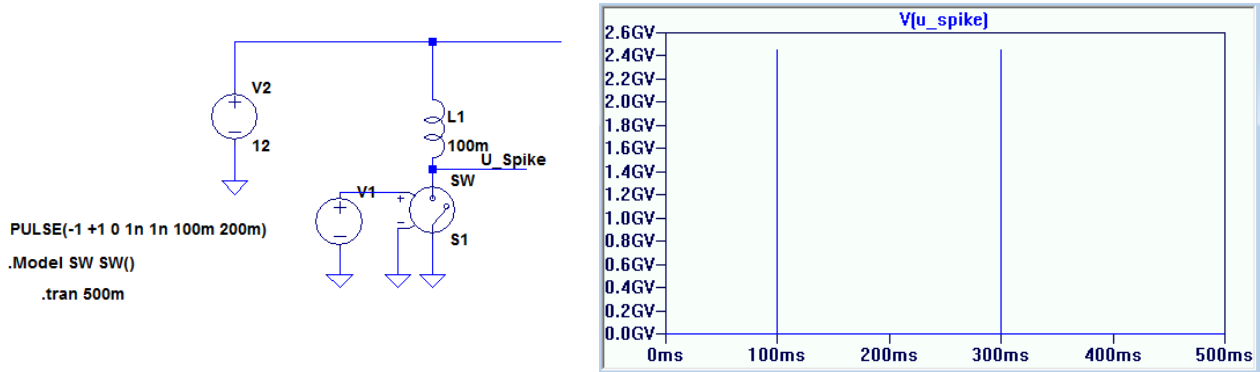 V2
12
L1
100m
U_Spike
SW
V1
+
-
S1
PULSE(-1 +1 0 1n 1n 100m 200m)
.Model SW SW()
.tran 500m
V(u_spike)
2.6GV
2.4GV
2.2GV
2.0GV
1.8GV
1.6GV
1.4GV
1.2GV
1.0GV
0.8GV
0.6GV
0.4GV
0.2GV
0.0GV
0ms 100ms 200ms 300ms 400ms 500ms